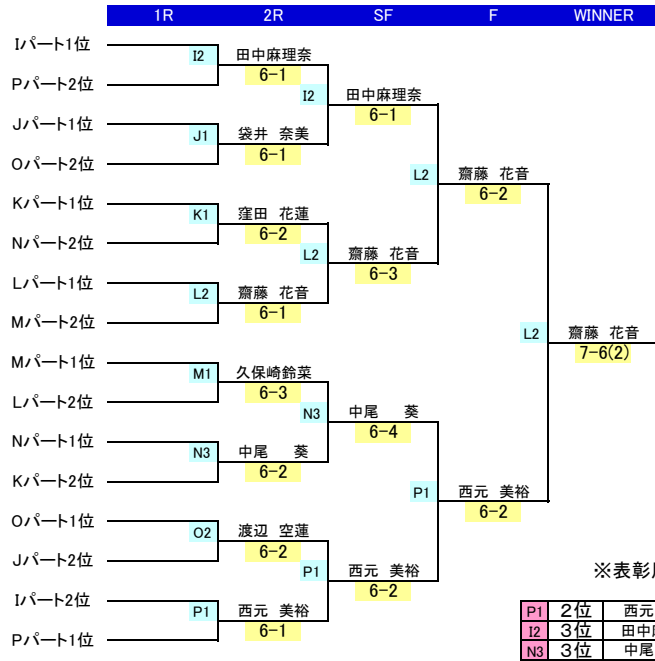 1R 2R SF F WINNER
Iパート1位
I2 田中麻理奈
6-1
Pパート2位
I2 田中麻理奈
6-1
Jパート1位
J1 袋井 奈美
6-1
Oパート2位
L2 齋藤 花音
6-2
Kパート1位
K1 窪田 花蓮
6-2
Nパート2位
L2 齋藤 花音
6-3
Lパート1位
L2 齋藤 花音
6-1
Mパート2位
L2 齋藤 花音
7-6(2)
Mパート1位
M1 久保崎鈴菜
6-3
Lパート2位
N3 中尾 葵
6-4
Nパート1位
N3 中尾 葵
6-2
Kパート2位
P1 西元 美裕
6-2
Oパート1位
O2 渡辺 空蓮
6-2
Jパート2位
P1 西元 美裕
6-2
Iパート2位
P1 西元 美裕
6-1
Pパート1位
※表彰
P1 2位 西元
I2 3位 田中
N3 3位 中尾